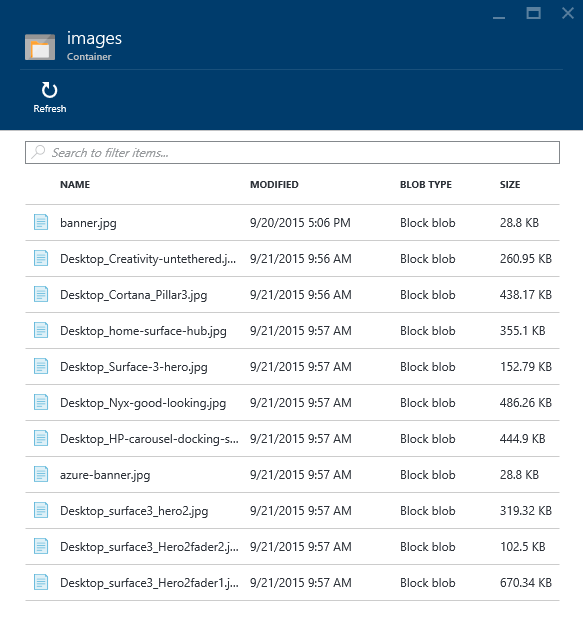 images
Container
Refresh
Search to filter items...
NAME MODIFIED BLOB TYPE SIZE
banner.jpg 9/20/2015 5:06 PM Block blob 28.8 KB
Desktop_Creativity-untethered.j... 9/21/2015 9:56 AM Block blob 260.95 KB
Desktop_Cortana_Pillar3.jpg 9/21/2015 9:56 AM Block blob 438.17 KB
Desktop_home-surface-hub.jpg 9/21/2015 9:57 AM Block blob 355.1 KB
Desktop_Surface-3-hero.jpg 9/21/2015 9:57 AM Block blob 152.79 KB
Desktop_Nyx-good-looking.jpg 9/21/2015 9:57 AM Block blob 486.26 KB
Desktop_HP-carousel-docking-s... 9/21/2015 9:57 AM Block blob 444.9 KB
azure-banner.jpg 9/21/2015 9:57 AM Block blob 28.8 KB
Desktop_surface3_hero2.jpg 9/21/2015 9:57 AM Block blob 319.32 KB
Desktop_surface3_Hero2fader2.j... 9/21/2015 9:57 AM Block blob 102.5 KB
Desktop_surface3_Hero2fader1.j... 9/21/2015 9:57 AM Block blob 670.34 KB